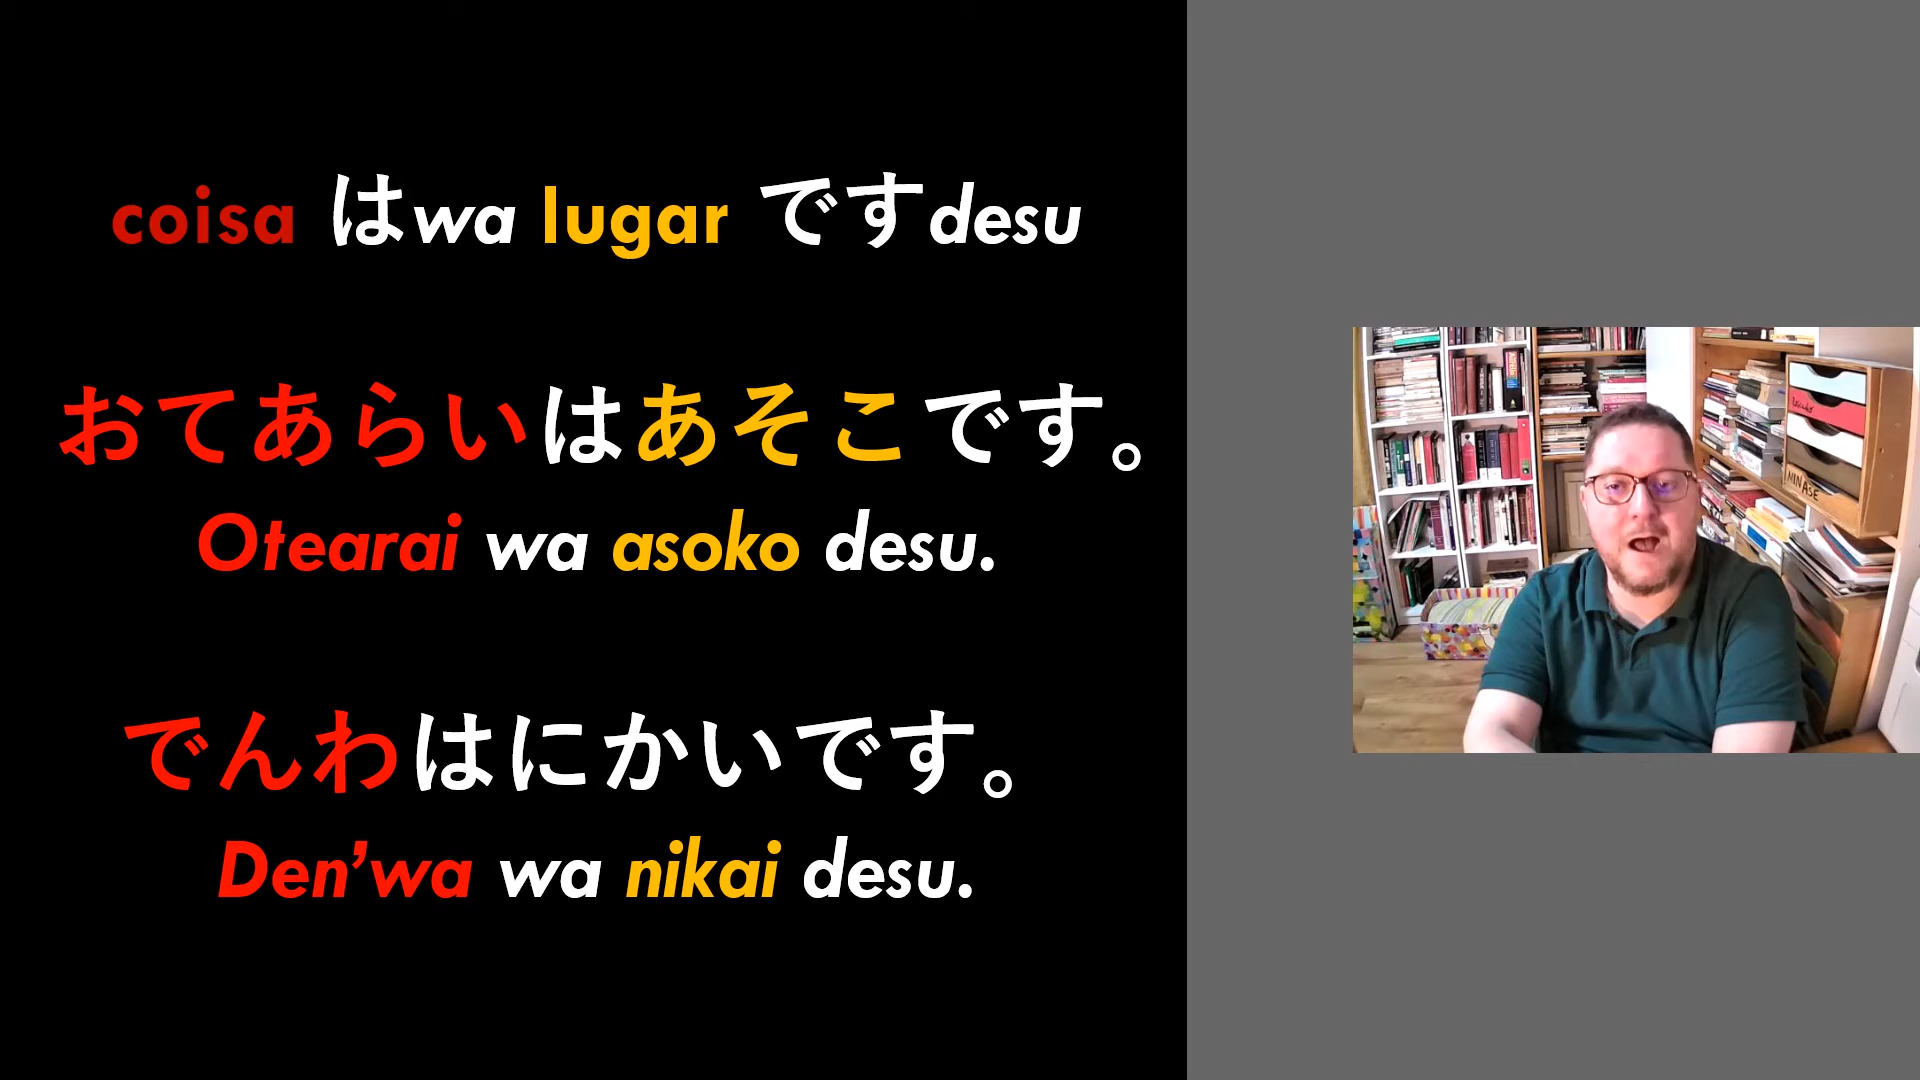 coisa はwa lugar ですdesu
おてあらいはあそこです。
Otearai wa asoko desu.
でんわはにかいです。
Den’wa wa nikai desu.
MINASE